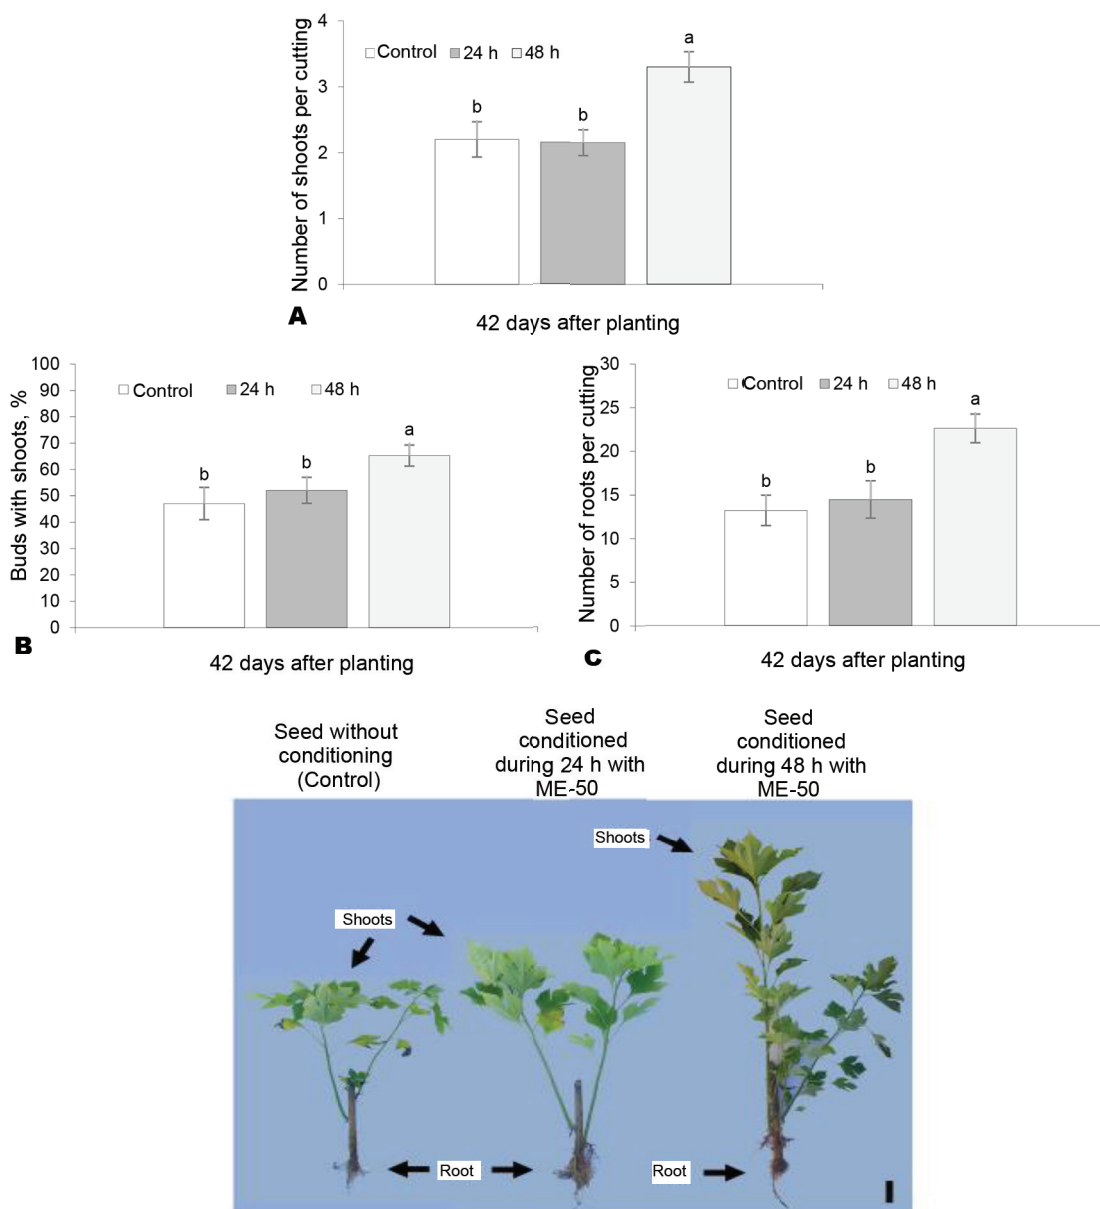 Number of shoots per cutting
4
3
2
1
0
Control 24 h 48 h
b
b
a
A
42 days after planting
Buds with shoots, %
100
90
80
70
60
50
40
30
20
10
0
Control 24 h 48 h
b
b
a
B
42 days after planting
Number of roots per cutting
30
25
20
15
10
5
0
Control 24 h 48 h
b
b
a
C
42 days after planting
Seed without
conditioning
(Control)
Seed
conditioned
during 24 h with
ME-50
Seed
conditioned
during 48 h with
ME-50
Shoots
Shoots
Root
Root